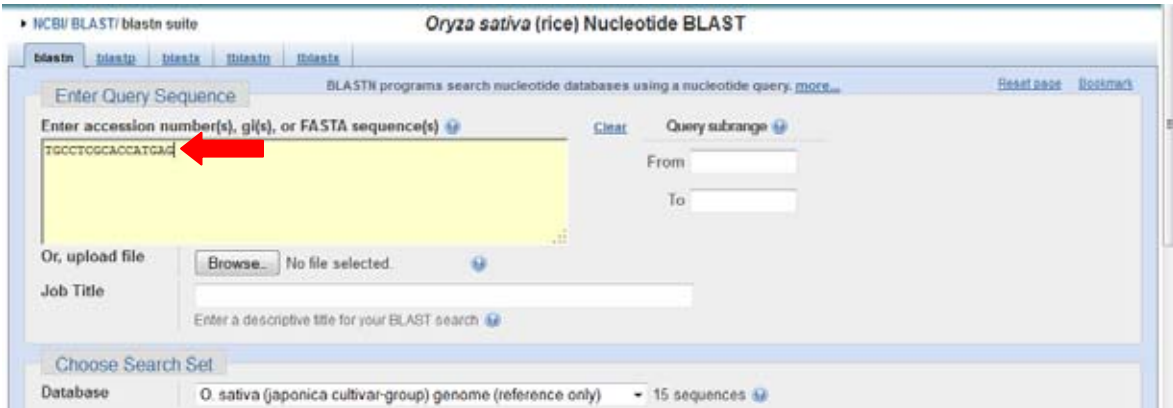 NCBI/ BLAST/ blastn suite
Oryza sativa (rice) Nucleotide BLAST
blastn blastp blastx tblastn tblastx
Enter Query Sequence
BLASTN programs search nucleotide databases using a nucleotide query. more...
Reset page Bookmark
Enter accession number(s), gi(s), or FASTA sequence(s)
Clear
Query subrange
TGCCTCGCACCATGAG
From
To
Or, upload file
Browse... No file selected.
Job Title
Enter a descriptive title for your BLAST search
Choose Search Set
Database
O. sativa (japonica cultivar-group) genome (reference only)
15 sequences